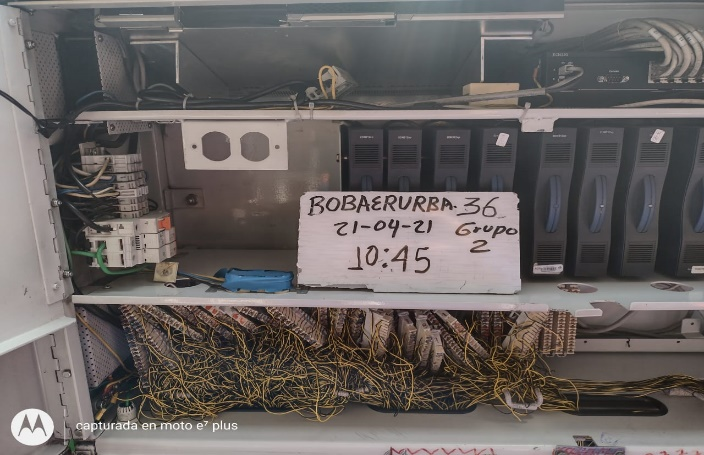 BOBAERURBA. 36
21-04-21 Grupo
2
10:45
capturada en moto e⁷ plus